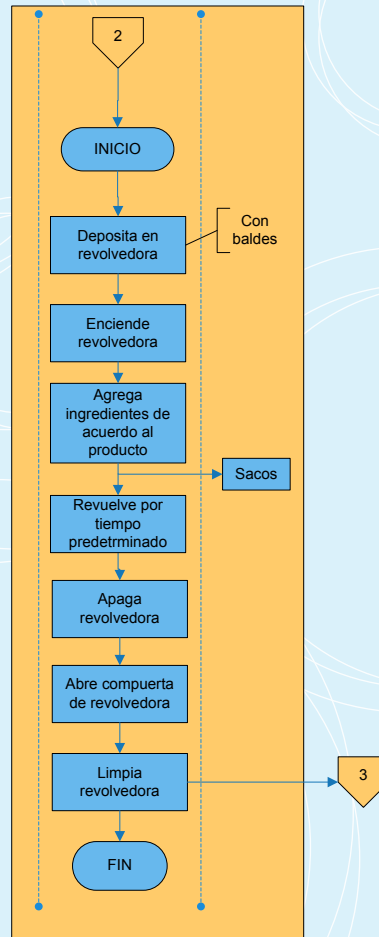 2
INICIO
Deposita en
revolvedora
Con
baldes
Enciende
revolvedora
Agrega
ingredientes de
acuerdo al
producto
Sacos
Revuelve por
tiempo
predetrminado
Apaga
revolvedora
Abre compuerta
de revolvedora
Limpia
revolvedora
3
FIN